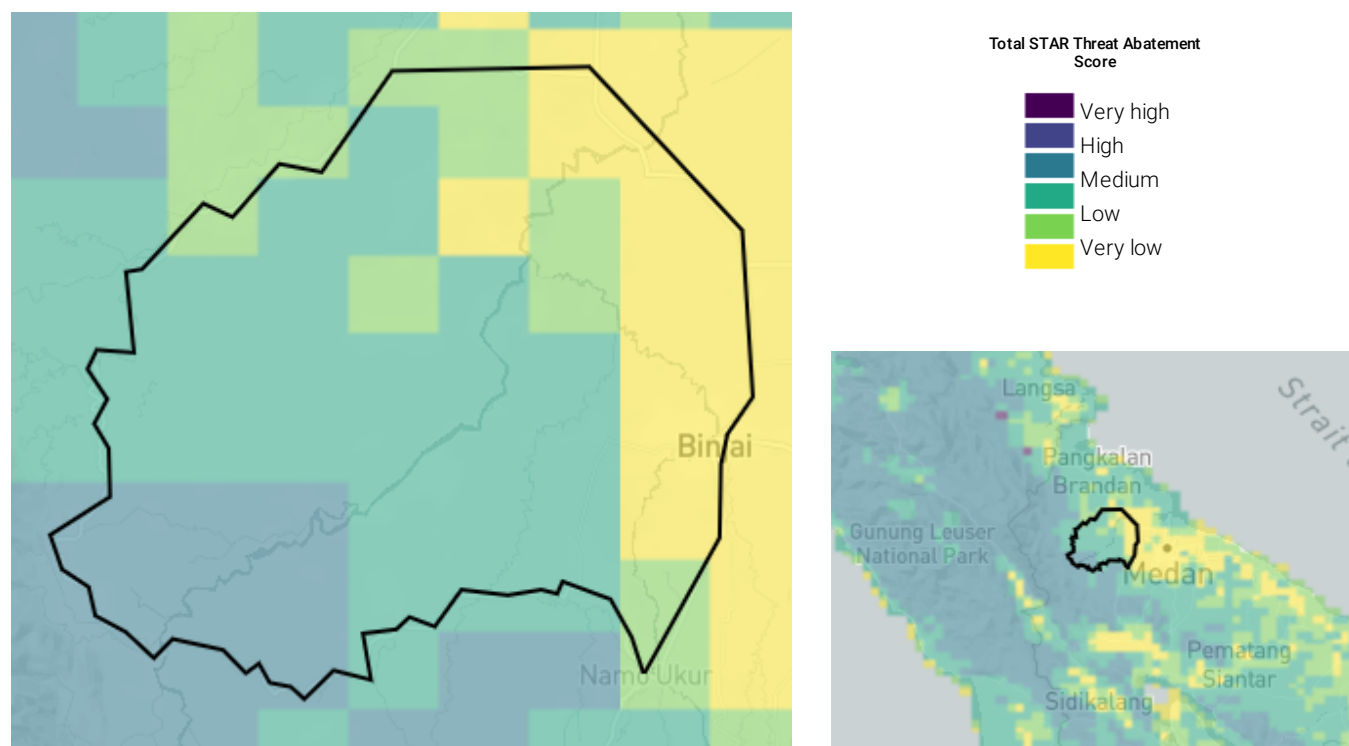 Total STAR Threat Abatement
Score
Very high
High
Medium
Low
Very low
Binjai
Namo Ukur
Langsa
Strait
Pangkalan
Brandan
Gunung Leuser
National Park
Medan
Pematang
Siantar
Sidikalang